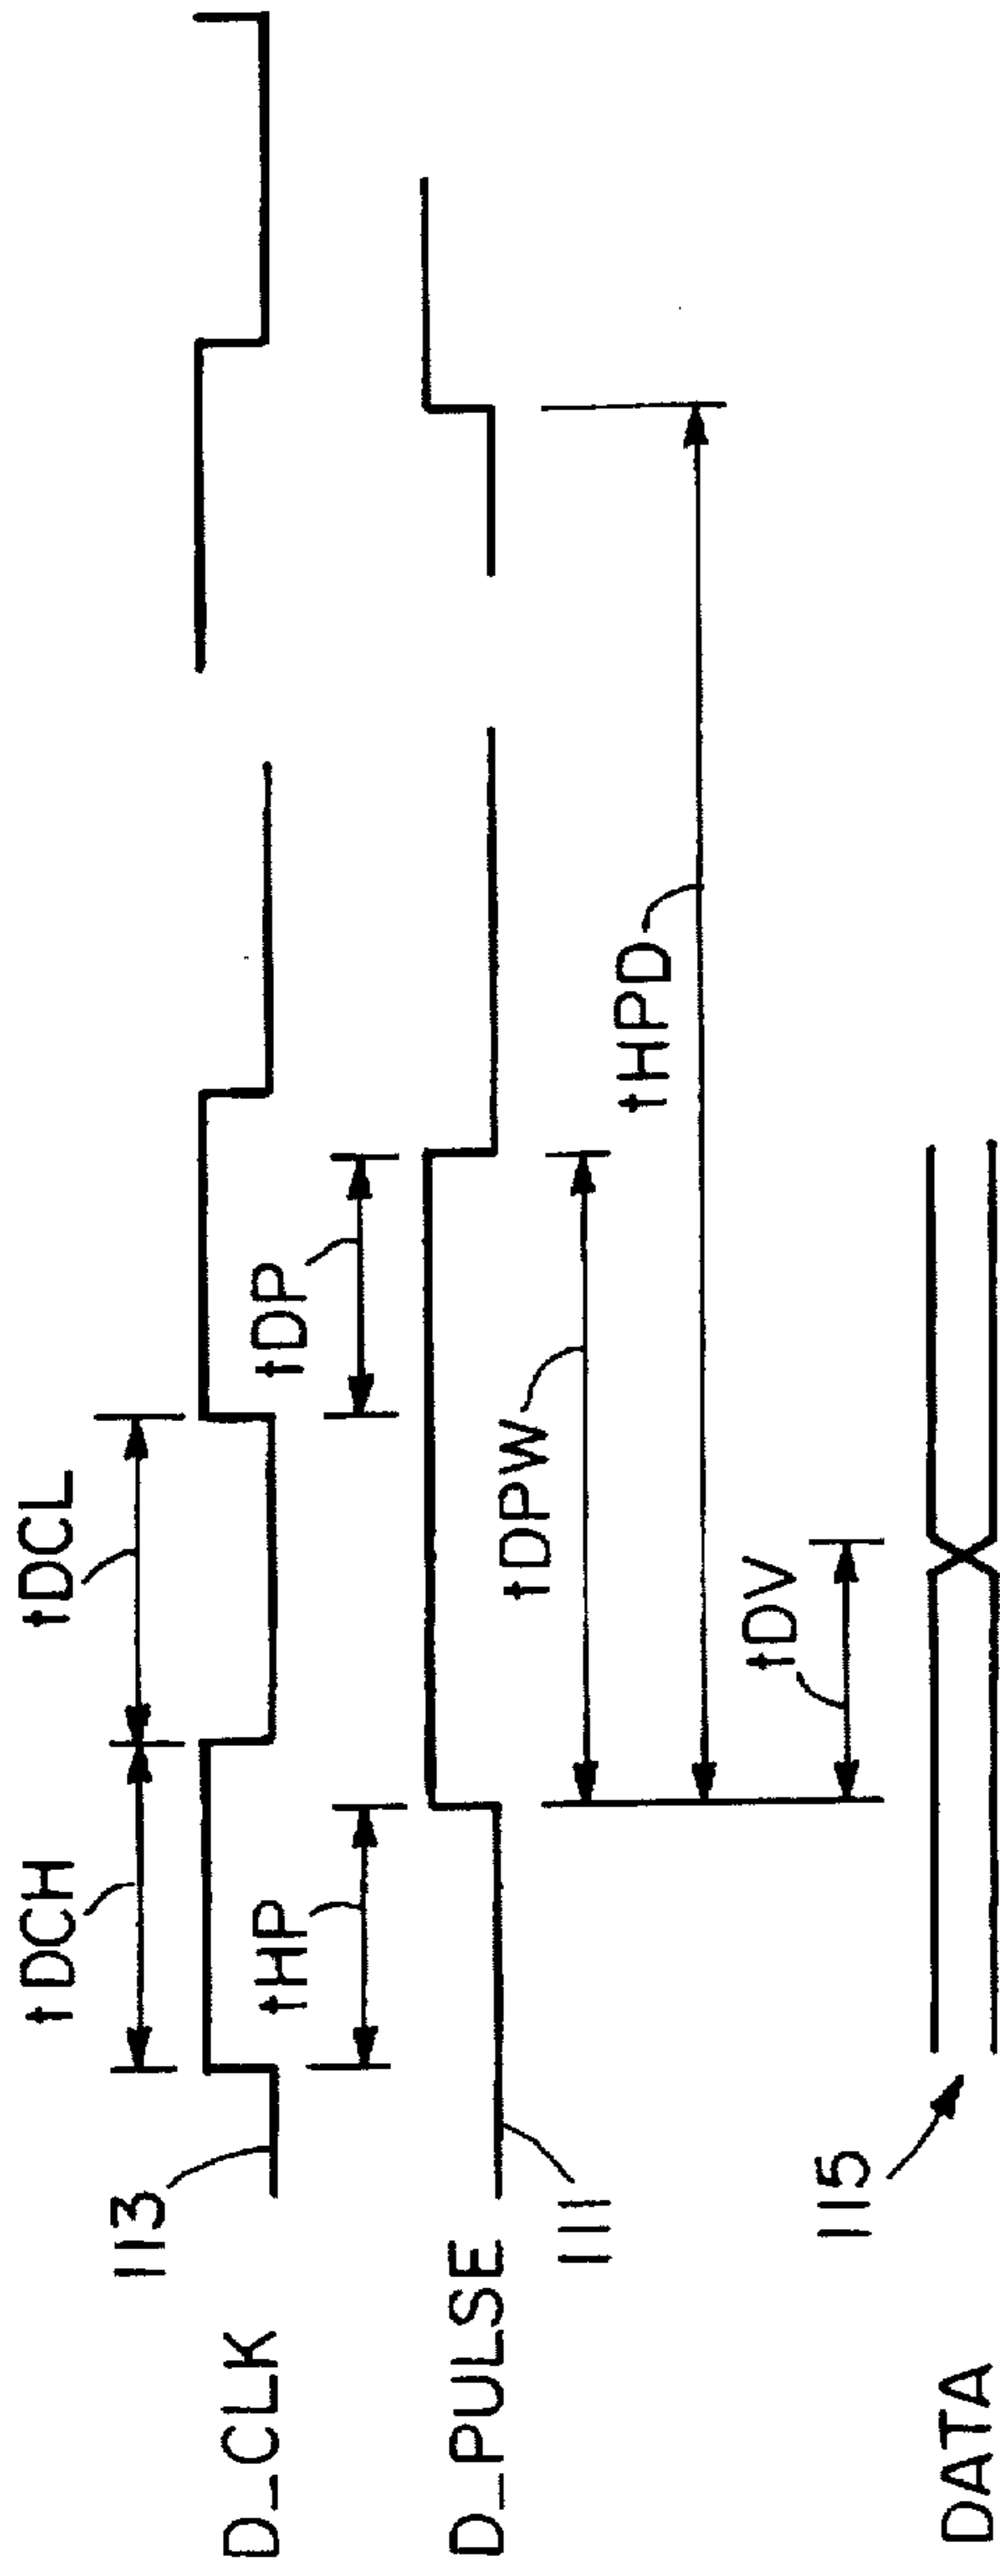 tDCH
tDCL
113
D_CLK
tHP
tDP
D_PULSE
111
tDPW
tHPD
tDV
115
DATA